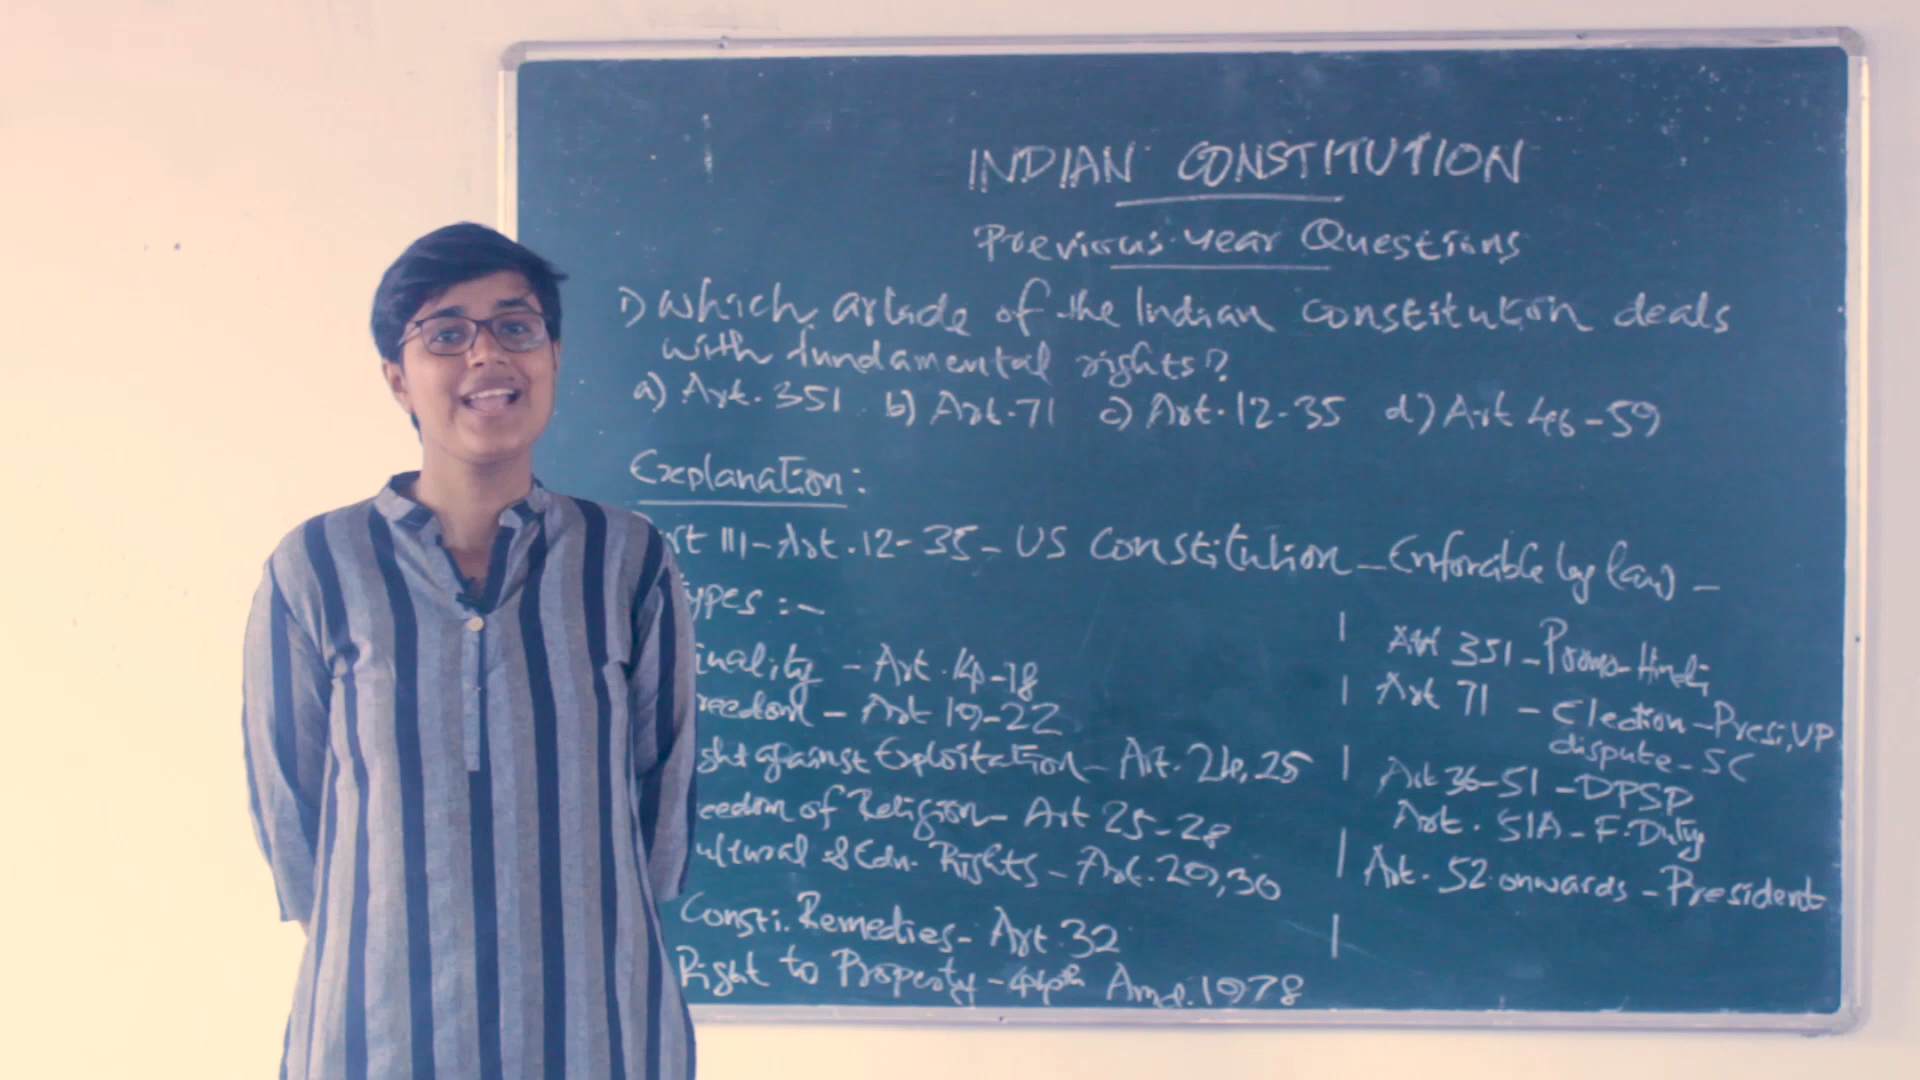 INDIAN CONSTITUTION
Previous year Questions
1) Which article of the Indian constitution deals
with fundamental rights?
a) Art. 351 b) Art. 71 c) Art. 12-35 d) Art 46-59
Explanation:
rt III - Art. 12-35 - US Constitution - Enforcable by law -
ypes :-
uality - Art. 14-18
reedom - Art 19-22
ght against Exploitation - Art. 24, 25
eedom of Religion - Art 25-28
ultural & Edn. Rights - Art. 29, 30
Consti. Remedies - Art. 32
Right to Property - 44th Amd. 1978
Art 351 - Promo - Hindi
Art 71 - Election - Presi, VP
dispute - SC
Art 36-51 - DPSP
Art. 51A - F. Duty
Art. 52 onwards - President